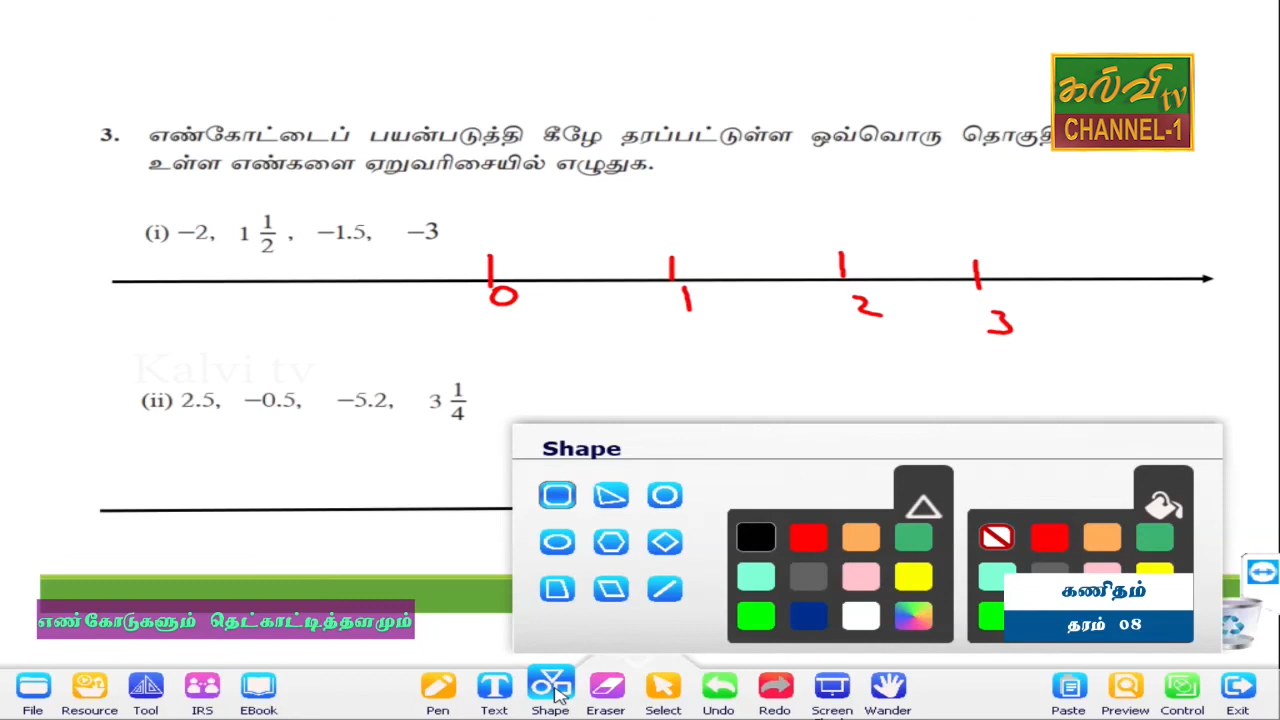 கல்வி tv
CHANNEL-1
3. எண்கோட்டைப் பயன்படுத்தி கீழே தரப்பட்டுள்ள ஒவ்வொரு
உள்ள எண்களை ஏறுவரிசையில் எழுதுக.
(i) −2, 1 1/2 , −1.5, −3
0 1 2 3
Kalvi tv
(ii) 2.5, −0.5, −5.2, 3 1/4
Shape
கணிதம்
தரம் 08
எண்கோடுகளும் தெட்காட்டித்தளமும்
File Resource Tool IRS EBook Pen Text Shape Eraser Select Undo Redo Screen Wander Paste Preview Control Exit